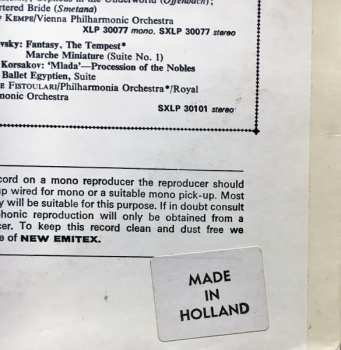 rtered Bride (Smetana)
KEMPE/Vienna Philharmonic Orchestra
XLP 30077 mono. SXLP 30077 stereo
vsky: Fantasy, The Tempest*
Marche Miniature (Suite No. 1)
Korsakov: 'Mlada'—Procession of the Nobles
Ballet Egyptien, Suite
E FISTOULARI/Philharmonia Orchestra*/Royal
monic Orchestra
SXLP 30101 stereo
cord on a mono reproducer the reproducer should
up wired for mono or a suitable mono pick-up. Most
y will be suitable for this purpose. If in doubt consult
phonic reproduction will only be obtained from a
cer. To keep this record clean and dust free we
e of NEW EMITEX.
MADE
IN
HOLLAND